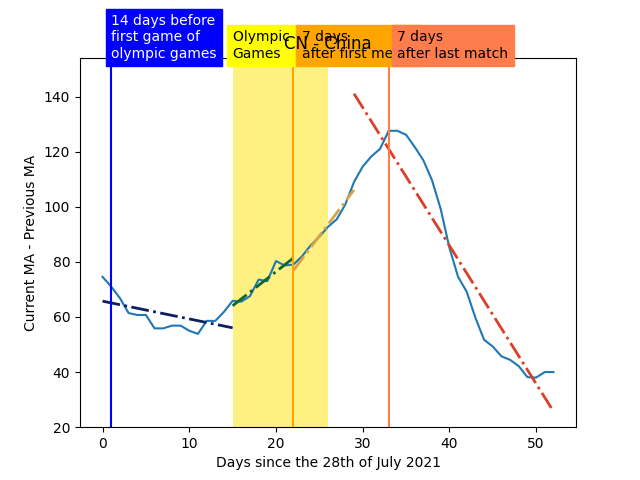 14 days before
first game of
olympic games
Olympic
Games
CN - China
7 days
after first me
7 days
after last match
Current MA - Previous MA
140
120
100
80
60
40
20
0 10 20 30 40 50
Days since the 28th of July 2021